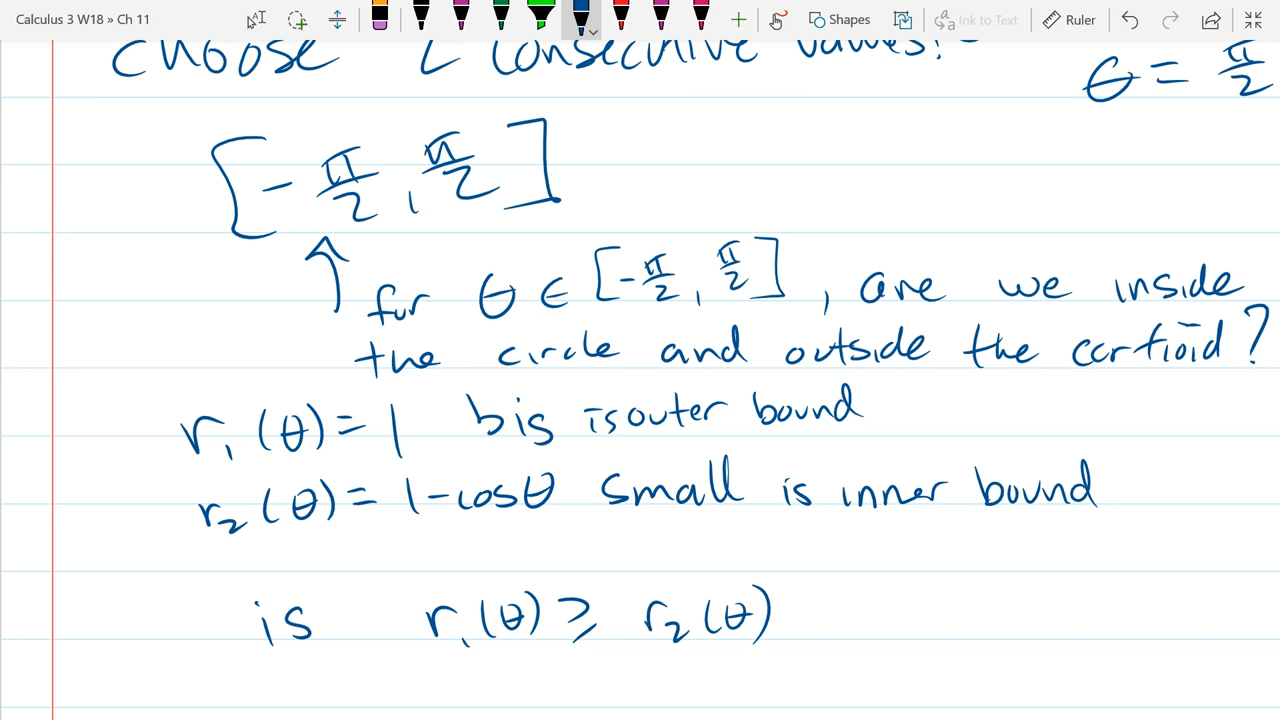 Calculus 3 W18 » Ch 11
Shapes
Link to Text
Ruler
choose 2 consecutive values:
θ = π/2
[-π/2, π/2]
for θ ∈ [-π/2, π/2], are we inside
the circle and outside the cartioid?
r₁(θ) = 1 big is outer bound
r₂(θ) = 1-cosθ small is inner bound
is r₁(θ) ≥ r₂(θ)